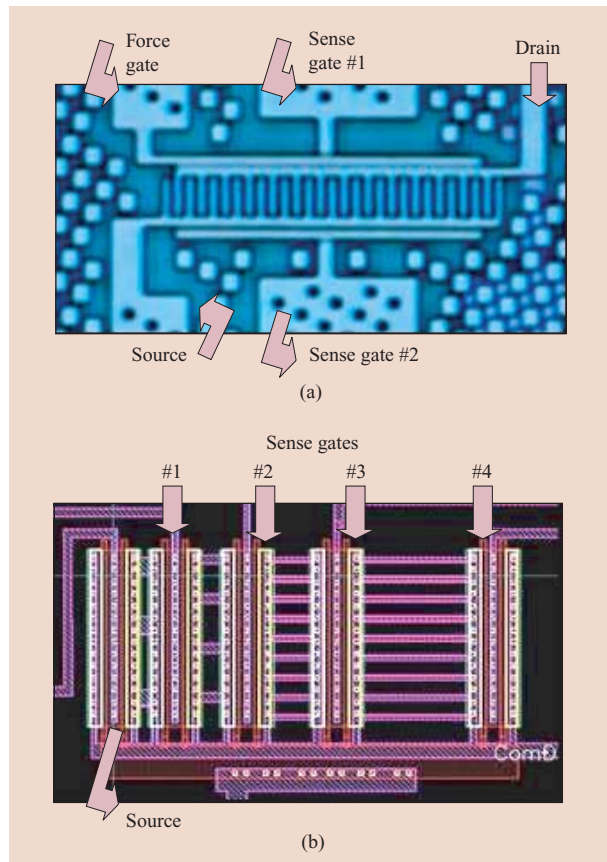 Force
gate
Sense
gate #1
Drain
Source
Sense gate #2
(a)
Sense gates
#1
#2
#3
#4
Source
(b)